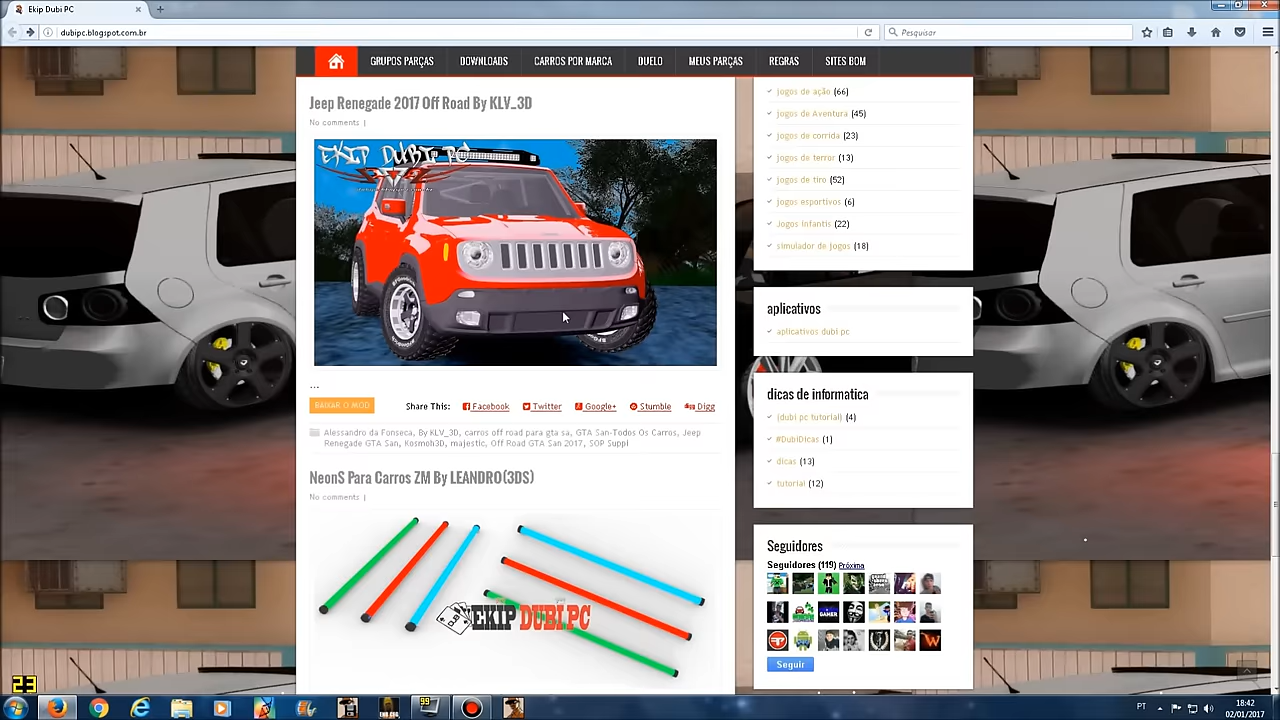 Ekip Dubi PC
dubipc.blogspot.com.br
Pesquisar
GRUPOS PARÇAS
DOWNLOADS
CARROS POR MARCA
DUELO
MEUS PARÇAS
REGRAS
SITES BOM
Jeep Renegade 2017 Off Road By KLV_3D
No comments |
EKIP DUBI PC
...
BAIXAR O MOD
Share This:
Facebook
Twitter
Google+
Stumble
Digg
Alessandro da Fonseca, By KLV_3D, carros off road para gta sa, GTA San-Todos Os Carros, Jeep
Renegade GTA San, Kosmoh3D, majestic, Off Road GTA San 2017, SOP Suppl
NeonS Para Carros ZM By LEANDRO(3DS)
No comments |
EKIP DUBI PC
jogos de ação (66)
jogos de Aventura (45)
jogos de corrida (23)
jogos de terrar (13)
jogos de tiro (52)
jogos esportivos (6)
Jogos infantis (22)
simulador de jogos (18)
aplicativos
aplicativos dubi pc
dicas de informatica
(dubi pc tutorial) (4)
#DubiDicas (1)
dicas (13)
tutorial (12)
Seguidores
Seguidores (119) Próxima
Seguir
23
99
PT
18:42
02/01/2017